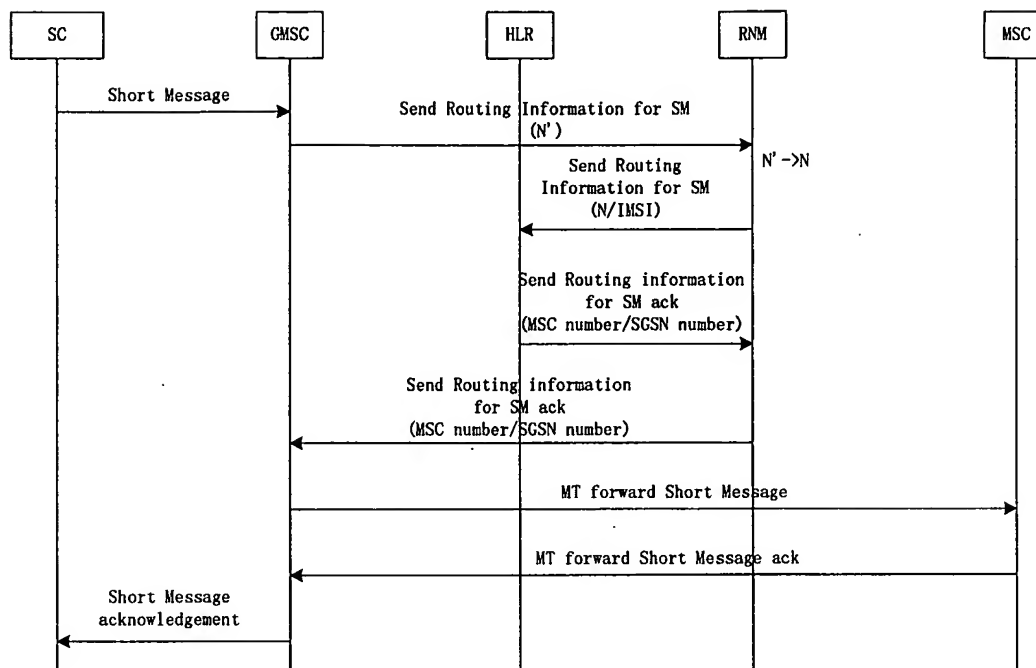 SC
GMSC
HLR
RNM
MSC
Short Message
Send Routing Information for SM
(N')
N'->N
Send Routing
Information for SM
(N/IMSI)
Send Routing information
for SM ack
(MSC number/SGSN number)
Send Routing information
for SM ack
(MSC number/SGSN number)
MT forward Short Message
MT forward Short Message ack
Short Message
acknowledgement